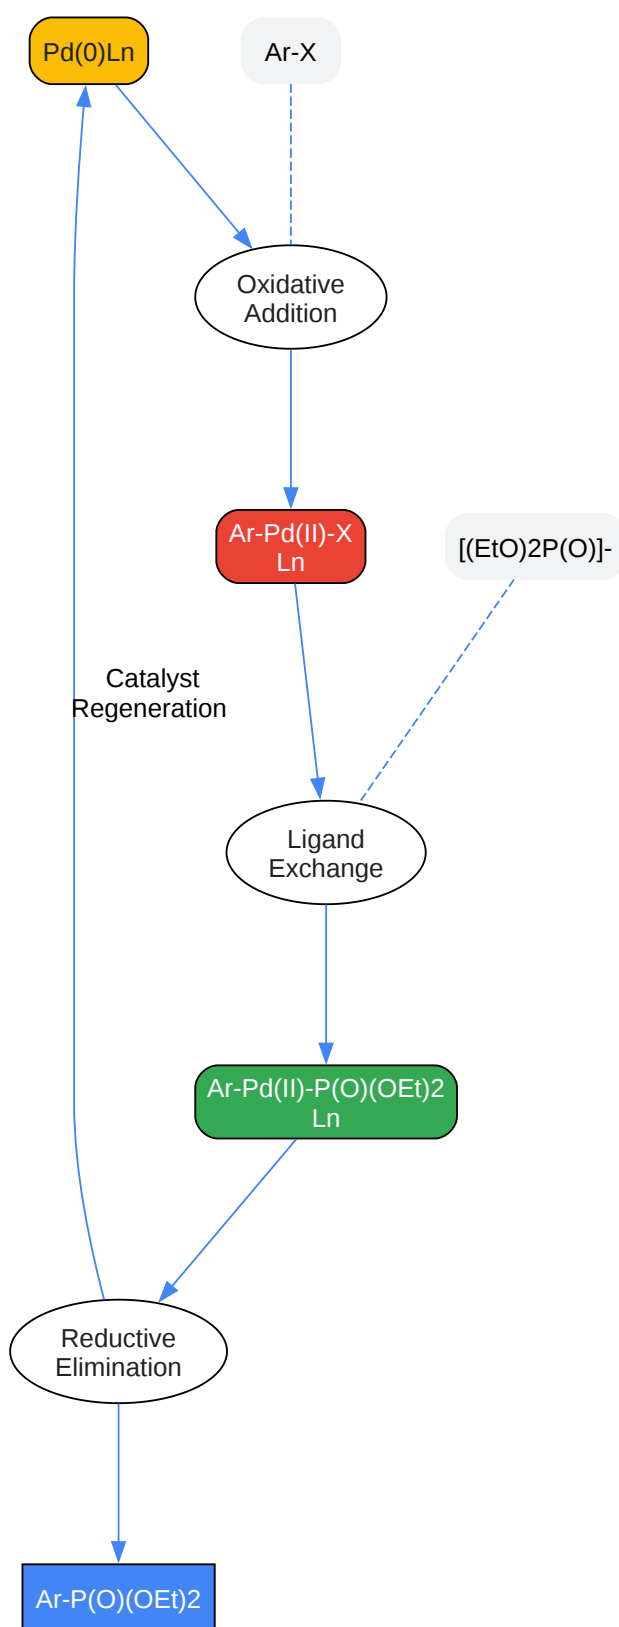 Pd(0)Ln
Ar-X
Oxidative
Addition
Ar-Pd(II)-X
Ln
[(EtO)2P(O)]-
Catalyst
Regeneration
Ligand
Exchange
Ar-Pd(II)-P(O)(OEt)2
Ln
Reductive
Elimination
Ar-P(O)(OEt)2